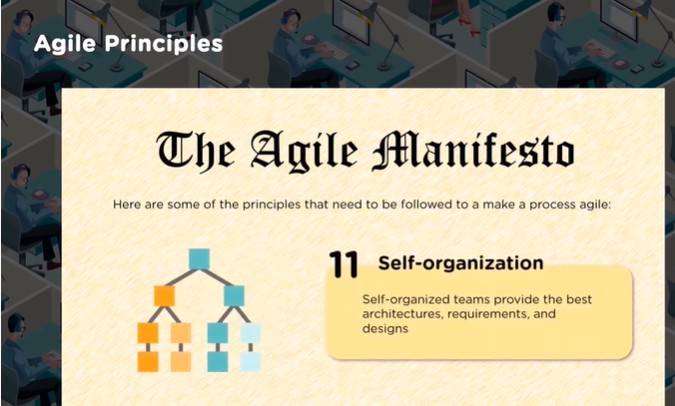 Agile Principles
The Agile Manifesto
Here are some of the principles that need to be followed to a make a process agile:
11 Self-organization
Self-organized teams provide the best
architectures, requirements, and
designs